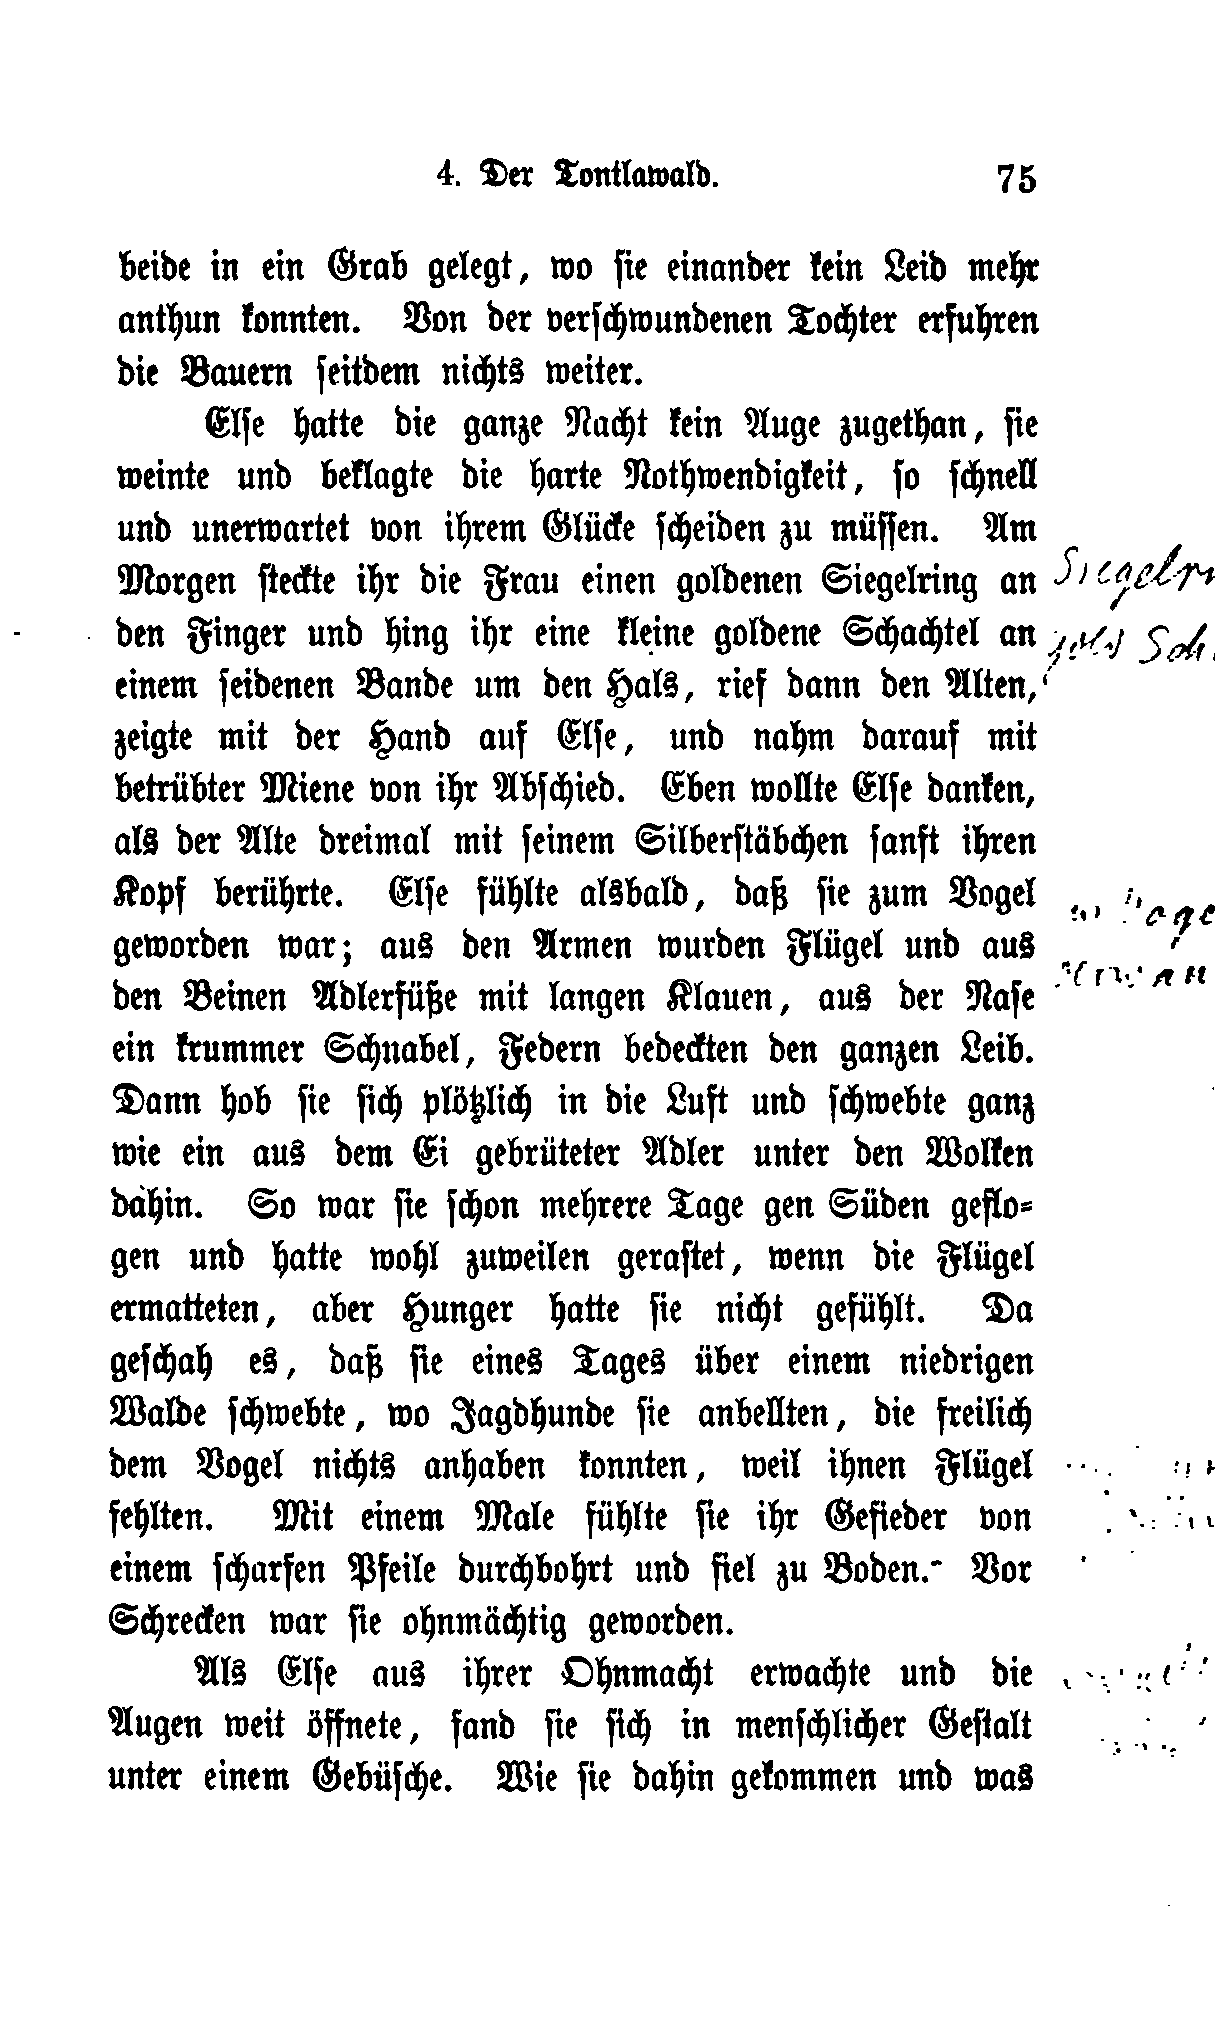 4. Der Tontlawald. 75
beide in ein Grab gelegt, wo sie einander kein Leid mehr
anthun konnten. Von der verschwundenen Tochter erfuhren
die Bauern seitdem nichts weiter.
Else hatte die ganze Nacht kein Auge zugethan, sie
weinte und beklagte die harte Nothwendigkeit, so schnell
und unerwartet von ihrem Glücke scheiden zu müssen. Am
Morgen steckte ihr die Frau einen goldenen Siegelring an
den Finger und hing ihr eine kleine goldene Schachtel an
einem seidenen Bande um den Hals, rief dann den Alten,
zeigte mit der Hand auf Else, und nahm darauf mit
betrübter Miene von ihr Abschied. Eben wollte Else danken,
als der Alte dreimal mit seinem Silberstäbchen sanft ihren
Kopf berührte. Else fühlte alsbald, daß sie zum Vogel
geworden war; aus den Armen wurden Flügel und aus
den Beinen Adlerfüße mit langen Klauen, aus der Nase
ein krummer Schnabel, Federn bedeckten den ganzen Leib.
Dann hob sie sich plötzlich in die Luft und schwebte ganz
wie ein aus dem Ei gebrüteter Adler unter den Wolken
dahin. So war sie schon mehrere Tage gen Süden geflo-
gen und hatte wohl zuweilen gerastet, wenn die Flügel
ermatteten, aber Hunger hatte sie nicht gefühlt. Da
geschah es, daß sie eines Tages über einem niedrigen
Walde schwebte, wo Jagdhunde sie anbellten, die freilich
dem Vogel nichts anhaben konnten, weil ihnen Flügel
fehlten. Mit einem Male fühlte sie ihr Gefieder von
einem scharfen Pfeile durchbohrt und fiel zu Boden. Vor
Schrecken war sie ohnmächtig geworden.
Als Else aus ihrer Ohnmacht erwachte und die
Augen weit öffnete, fand sie sich in menschlicher Gestalt
unter einem Gebüsche. Wie sie dahin gekommen und was
Siegelr
gold Sch